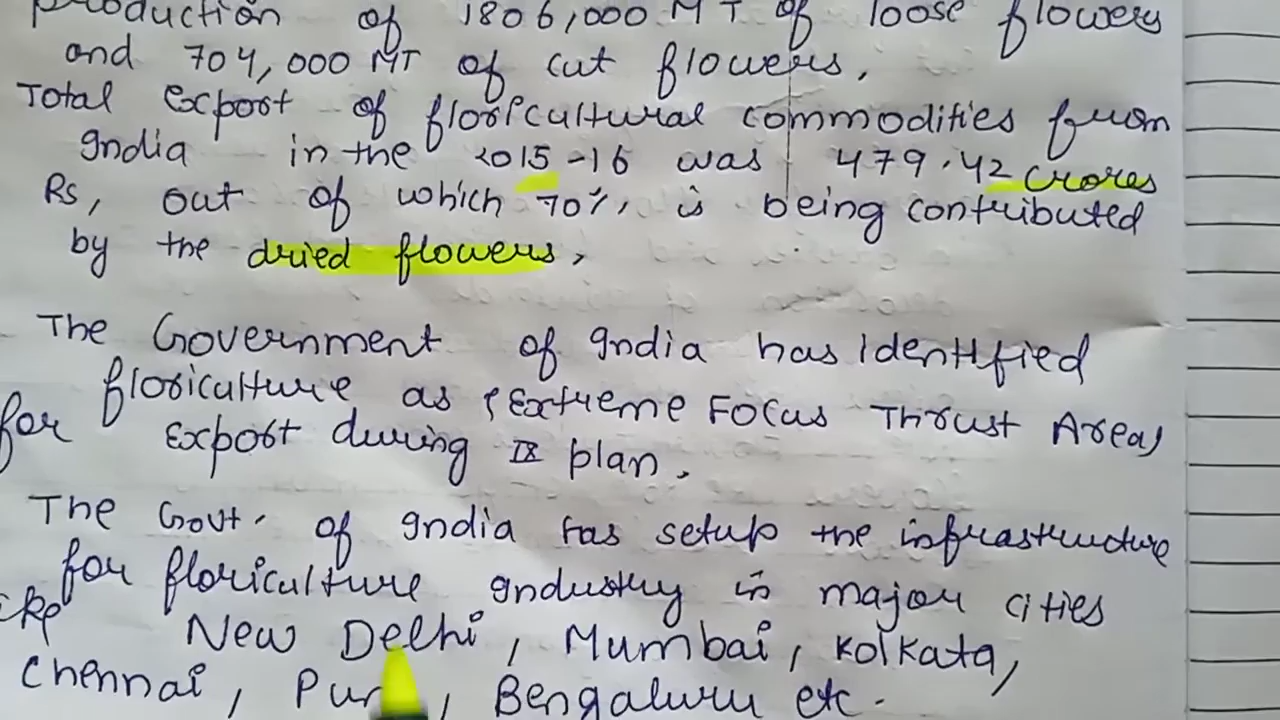 production of 1806,000 MT of loose flowers
and 704,000 MT of cut flowers.
Total export of floricultural commodities from
India in the 2015-16 was 479.42 crores
Rs, out of which 70% is being contributed
by the dried flowers,
The Government of India has identified
floriculture as (Extreme Focus Thrust Area)
for Export during IX plan.
The Govt. of India has setup the infrastructure
for floriculture Industry in major cities
New Delhi, Mumbai, Kolkata,
Chennai, , Bengaluru etc.